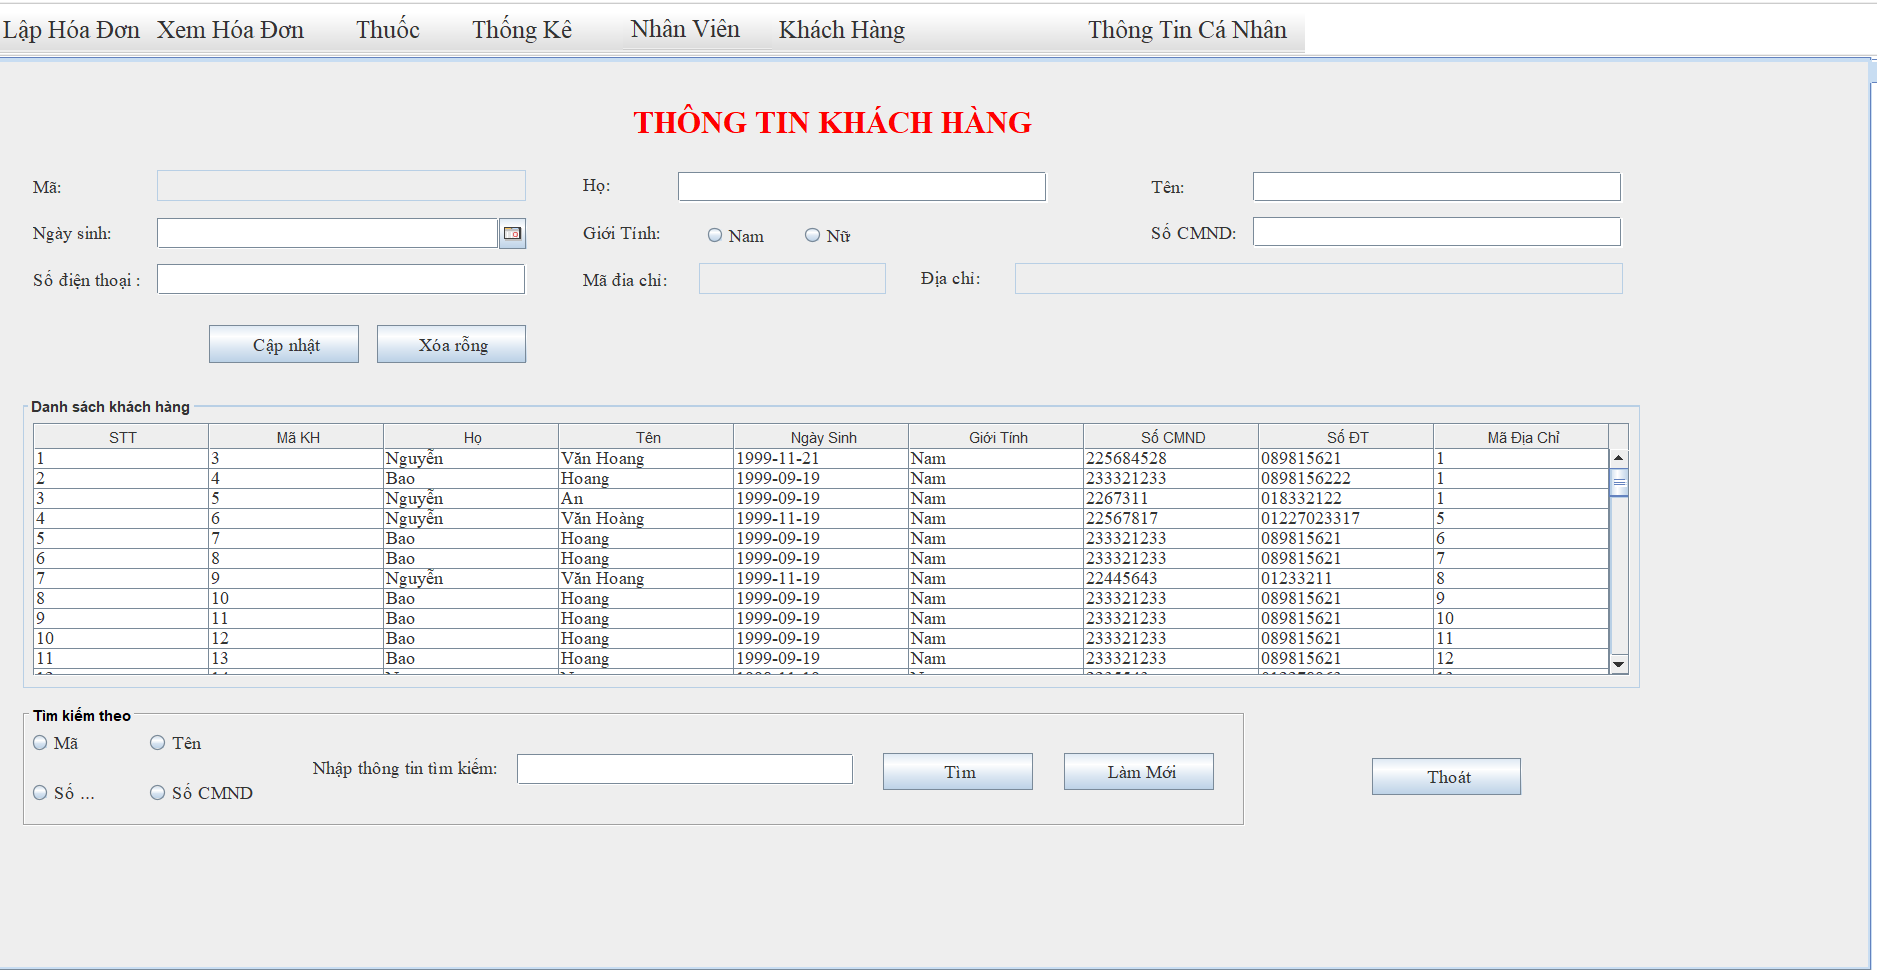 Lập Hóa Đơn Xem Hóa Đơn Thuốc Thống Kê Nhân Viên Khách Hàng Thông Tin Cá Nhân
THÔNG TIN KHÁCH HÀNG
Mã: Họ: Tên:
Ngày sinh: Giới Tính: Nam Nữ Số CMND:
Số điện thoại : Mã đia chỉ: Địa chỉ:
Cập nhật Xóa rỗng
Danh sách khách hàng
STT Mã KH Họ Tên Ngày Sinh Giới Tính Số CMND Số ĐT Mã Địa Chỉ
1 3 Nguyễn Văn Hoang 1999-11-21 Nam 225684528 089815621 1
2 4 Bao Hoang 1999-09-19 Nam 233321233 0898156222 1
3 5 Nguyễn An 1999-09-19 Nam 2267311 018332122 1
4 6 Nguyễn Văn Hoàng 1999-11-19 Nam 22567817 01227023317 5
5 7 Bao Hoang 1999-09-19 Nam 233321233 089815621 6
6 8 Bao Hoang 1999-09-19 Nam 233321233 089815621 7
7 9 Nguyễn Văn Hoang 1999-11-19 Nam 22445643 01233211 8
8 10 Bao Hoang 1999-09-19 Nam 233321233 089815621 9
9 11 Bao Hoang 1999-09-19 Nam 233321233 089815621 10
10 12 Bao Hoang 1999-09-19 Nam 233321233 089815621 11
11 13 Bao Hoang 1999-09-19 Nam 233321233 089815621 12
Tìm kiếm theo
Mã Tên
Nhập thông tin tìm kiếm: Tìm Làm Mới Thoát
Số ... Số CMND